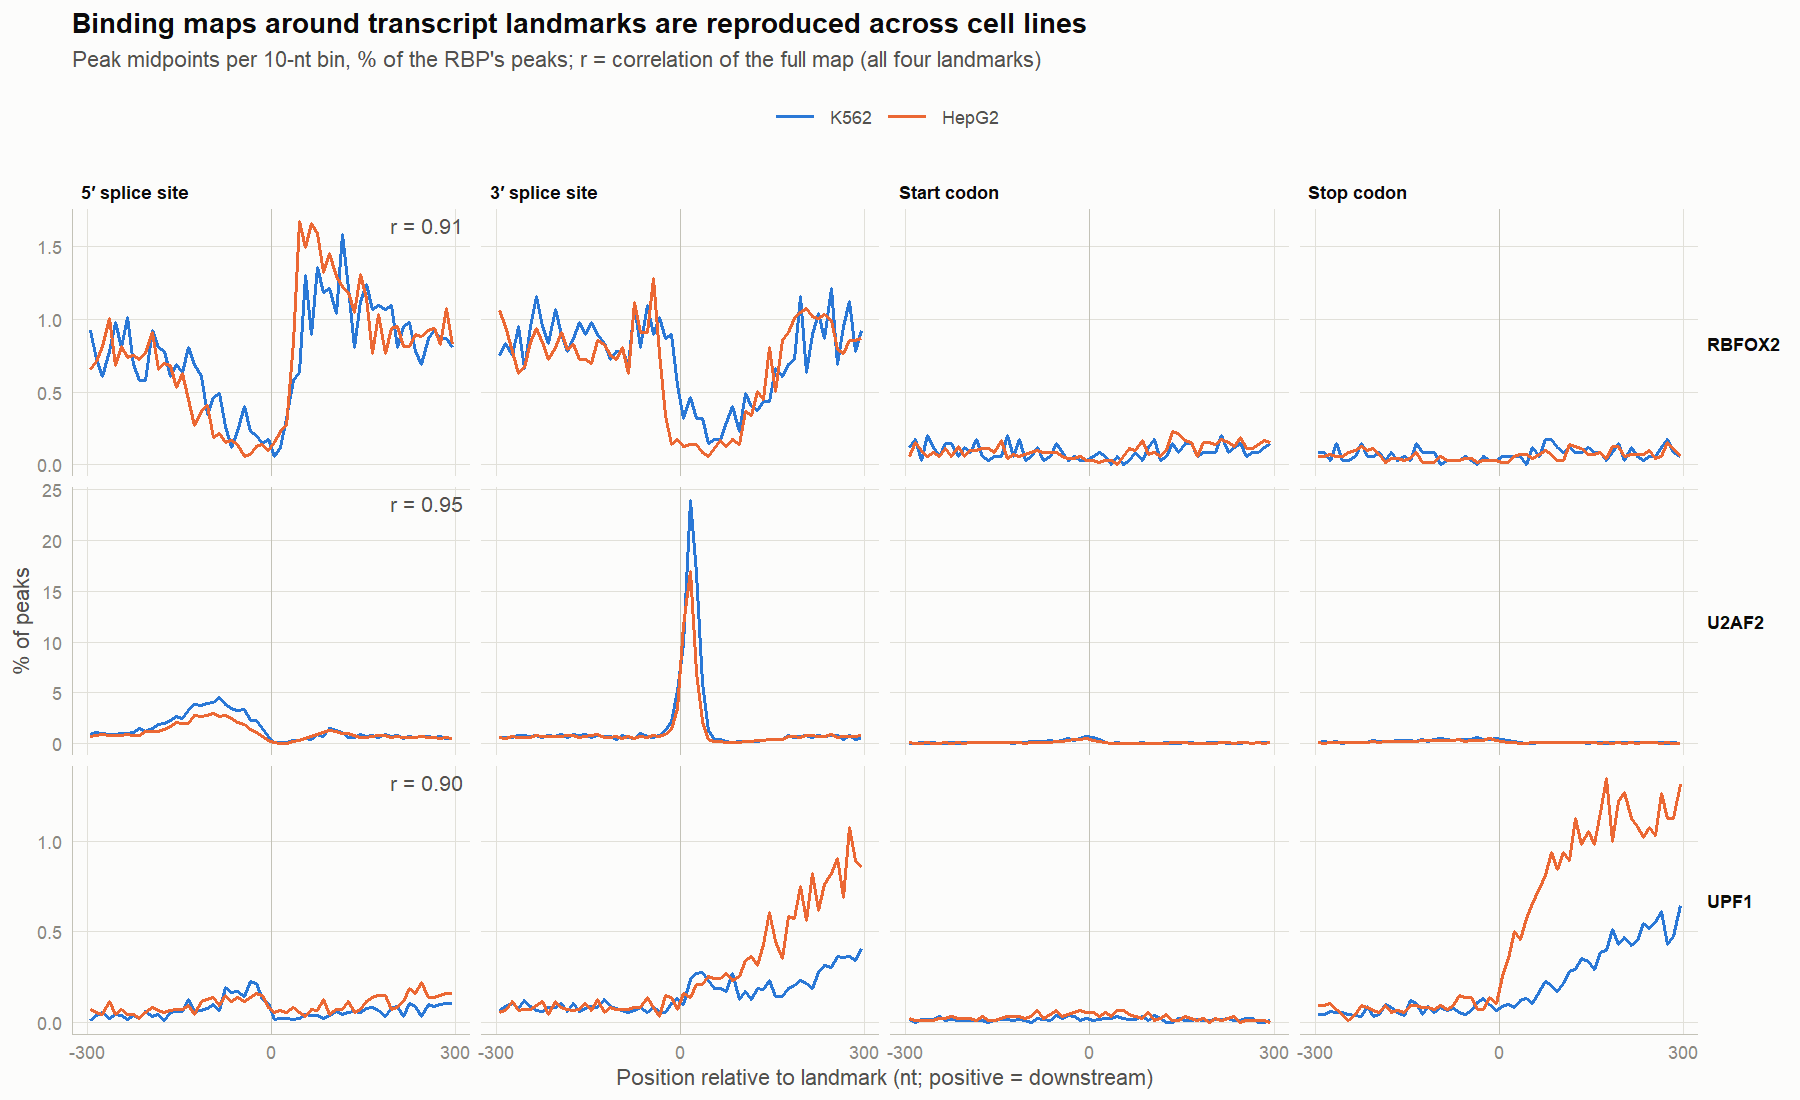 Binding maps around transcript landmarks are reproduced across cell lines
Peak midpoints per 10-nt bin, % of the RBP's peaks; r = correlation of the full map (all four landmarks)
K562 HepG2
5′ splice site 3′ splice site Start codon Stop codon
r = 0.91
1.5
1.0
0.5
0.0
RBFOX2
r = 0.95
25
20
15
10
5
0
U2AF2
% of peaks
r = 0.90
1.0
0.5
0.0
UPF1
-300 0 300 -300 0 300 -300 0 300 -300 0 300
Position relative to landmark (nt; positive = downstream)